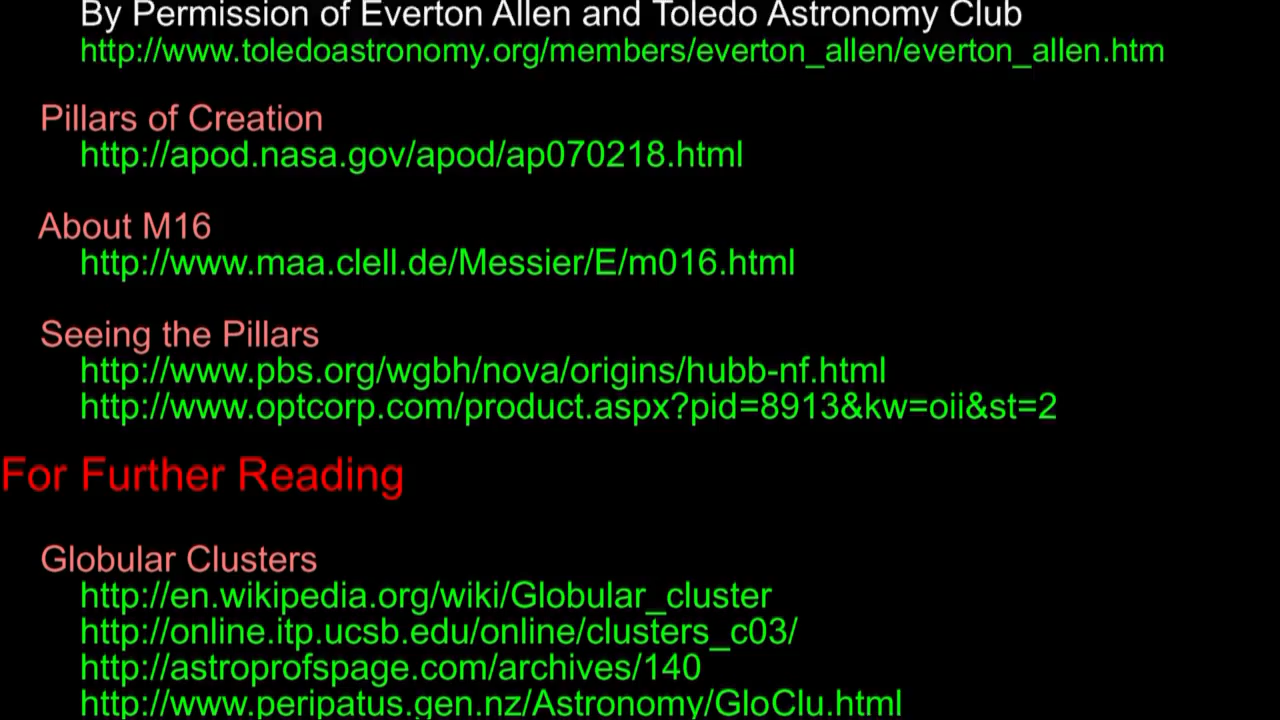 By Permission of Everton Allen and Toledo Astronomy Club
http://www.toledoastronomy.org/members/everton_allen/everton_allen.htm
Pillars of Creation
http://apod.nasa.gov/apod/ap070218.html
About M16
http://www.maa.clell.de/Messier/E/m016.html
Seeing the Pillars
http://www.pbs.org/wgbh/nova/origins/hubb-nf.html
http://www.optcorp.com/product.aspx?pid=8913&kw=oii&st=2
For Further Reading
Globular Clusters
http://en.wikipedia.org/wiki/Globular_cluster
http://online.itp.ucsb.edu/online/clusters_c03/
http://astroprofspage.com/archives/140
http://www.peripatus.gen.nz/Astronomy/GloClu.html